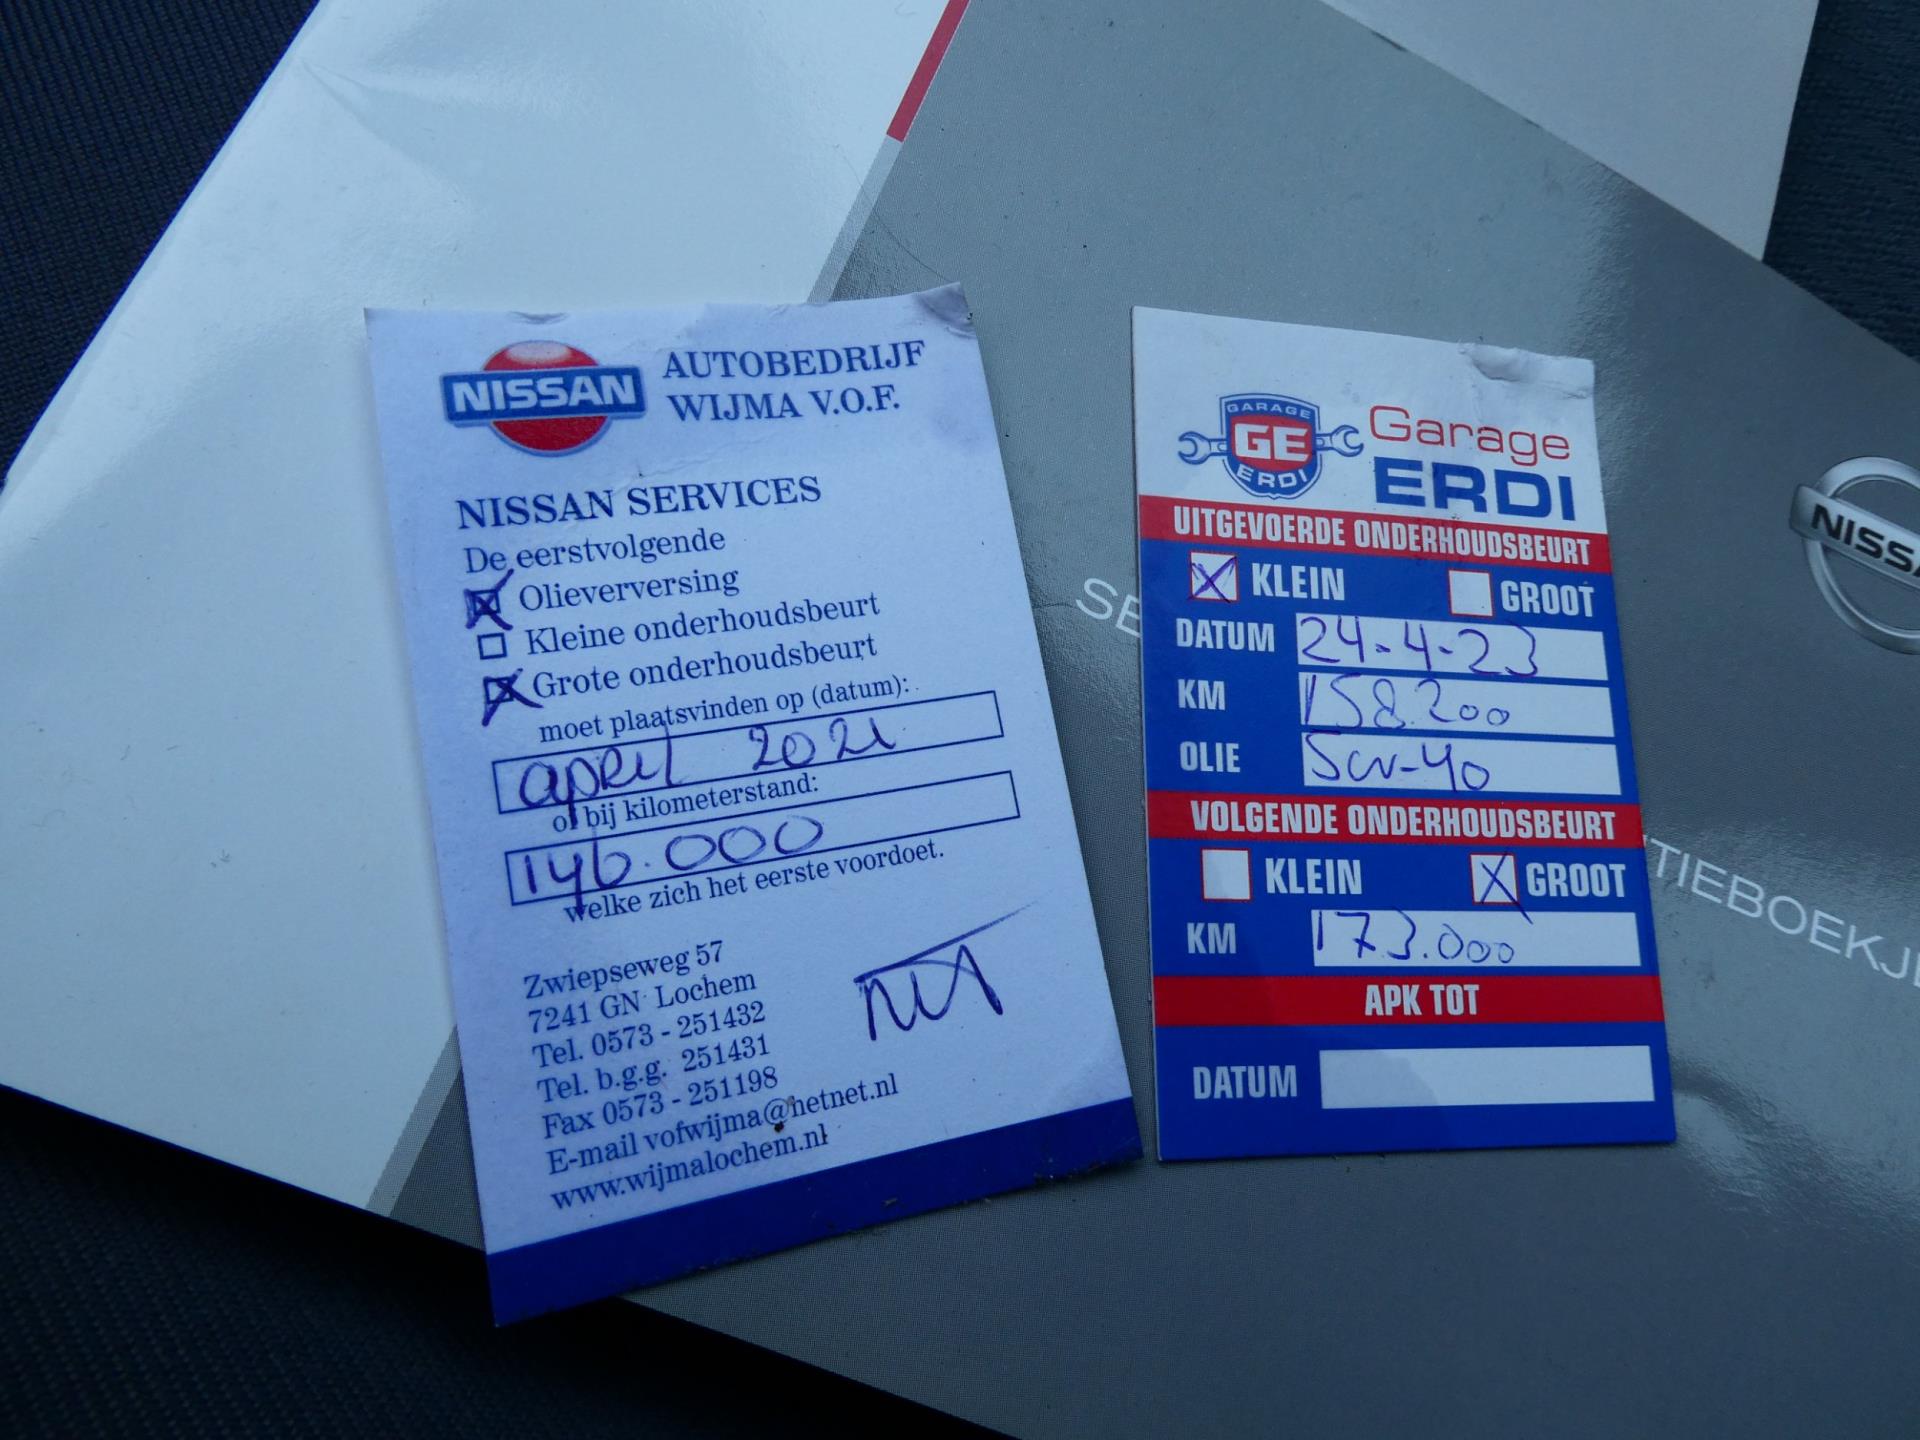 NISSAN
AUTOBEDRIJF
WIJMA V.O.F.
NISSAN SERVICES
De eerstvolgende
Olieverversing
Kleine onderhoudsbeurt
Grote onderhoudsbeurt
moet plaatsvinden op (datum):
april 2021
of bij kilometerstand:
146.000
welke zich het eerste voordoet.
Zwiepseweg 57
7241 GN Lochem
Tel. 0573 - 251432
Tel. b.g.g. 251431
Fax 0573 - 251198
E-mail vofwijma@hetnet.nl
www.wijmalochem.nl
GARAGE
GE
ERDI
Garage
ERDI
UITGEVOERDE ONDERHOUDSBEURT
X KLEIN GROOT
DATUM 24-4-23
KM 158.200
OLIE 5w-40
VOLGENDE ONDERHOUDSBEURT
KLEIN X GROOT
KM 173.000
APK TOT
DATUM
NISSA
SE
TIEBOEKJE